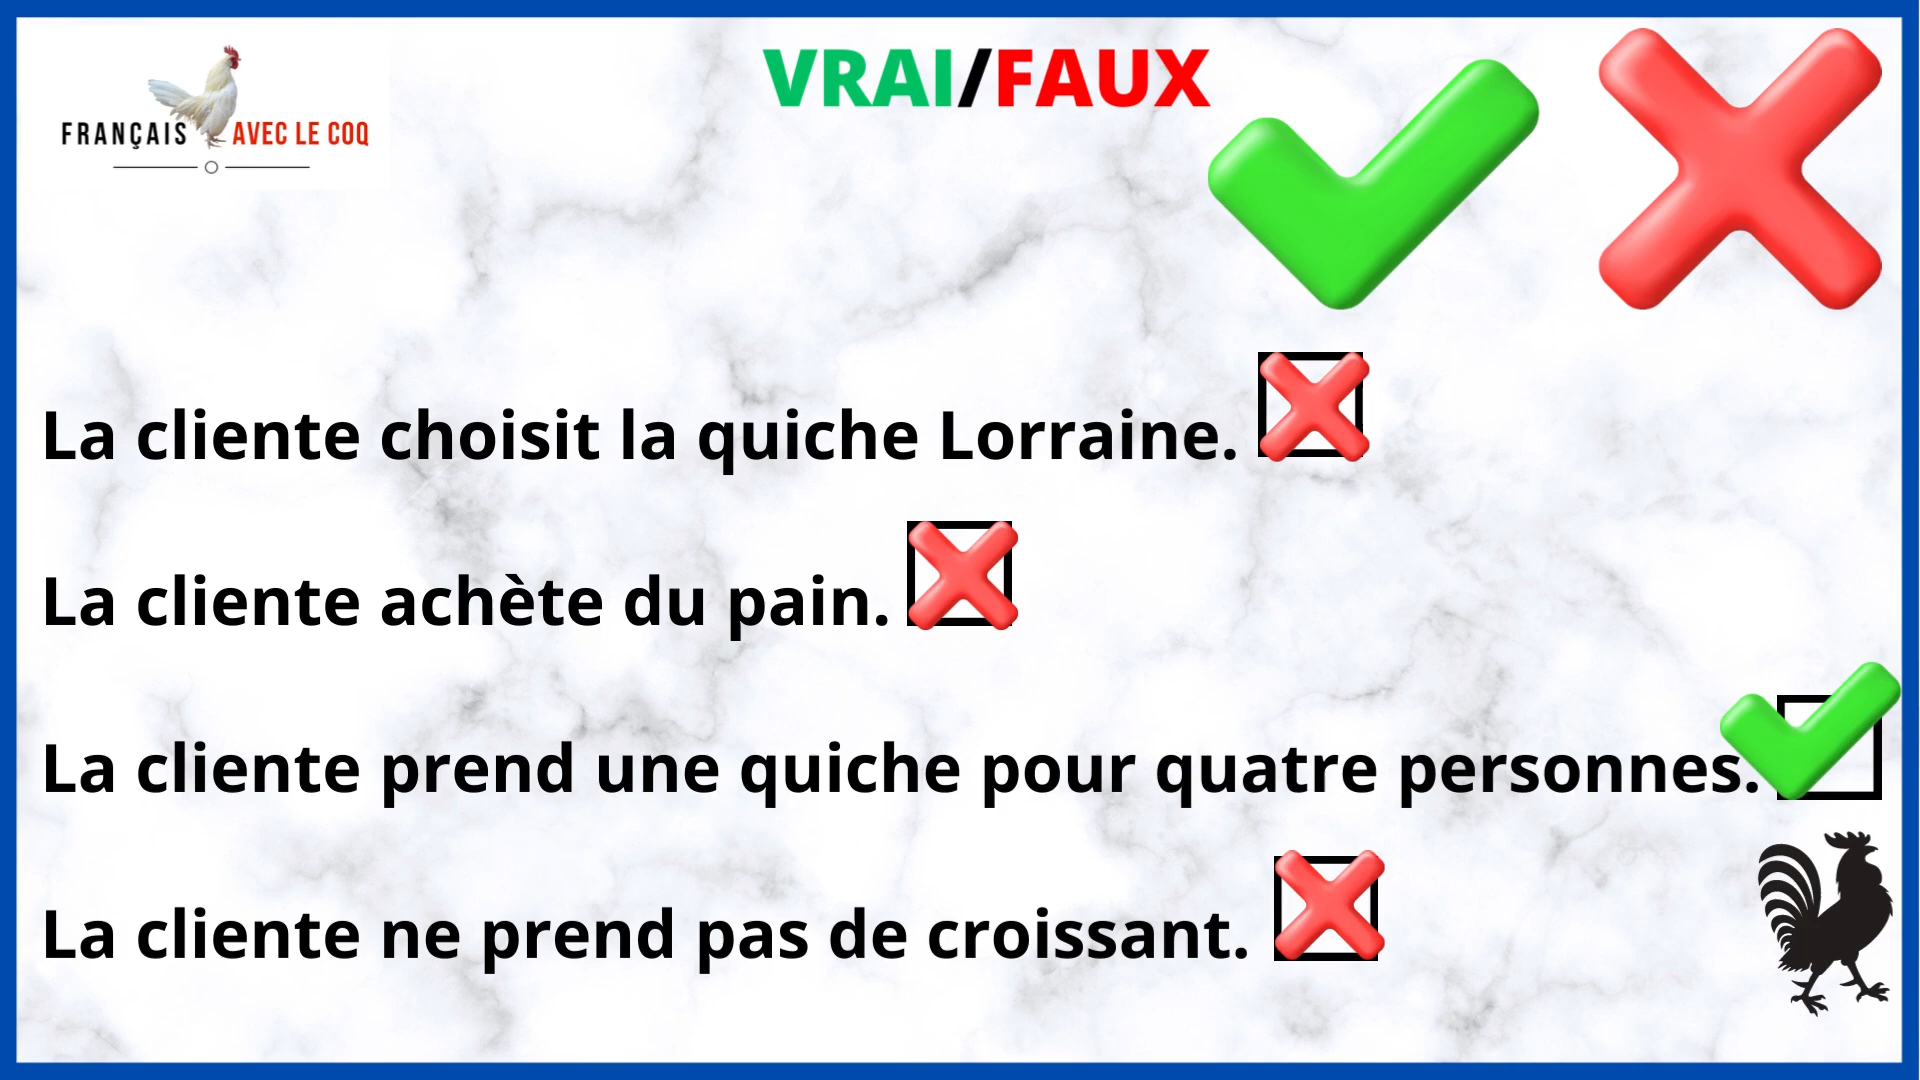 FRANÇAIS AVEC LE COQ
VRAI/FAUX
La cliente choisit la quiche Lorraine.
La cliente achète du pain.
La cliente prend une quiche pour quatre personnes.
La cliente ne prend pas de croissant.